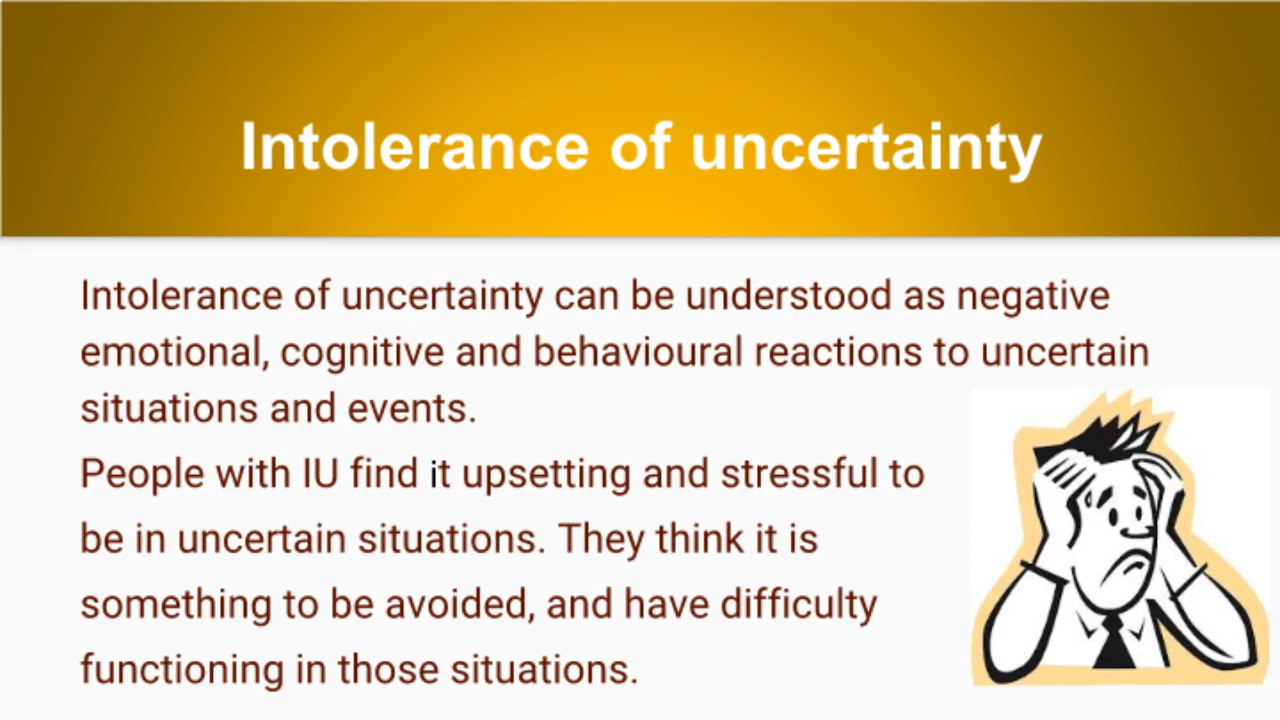 Intolerance of uncertainty
Intolerance of uncertainty can be understood as negative
emotional, cognitive and behavioural reactions to uncertain
situations and events.
People with IU find it upsetting and stressful to
be in uncertain situations. They think it is
something to be avoided, and have difficulty
functioning in those situations.